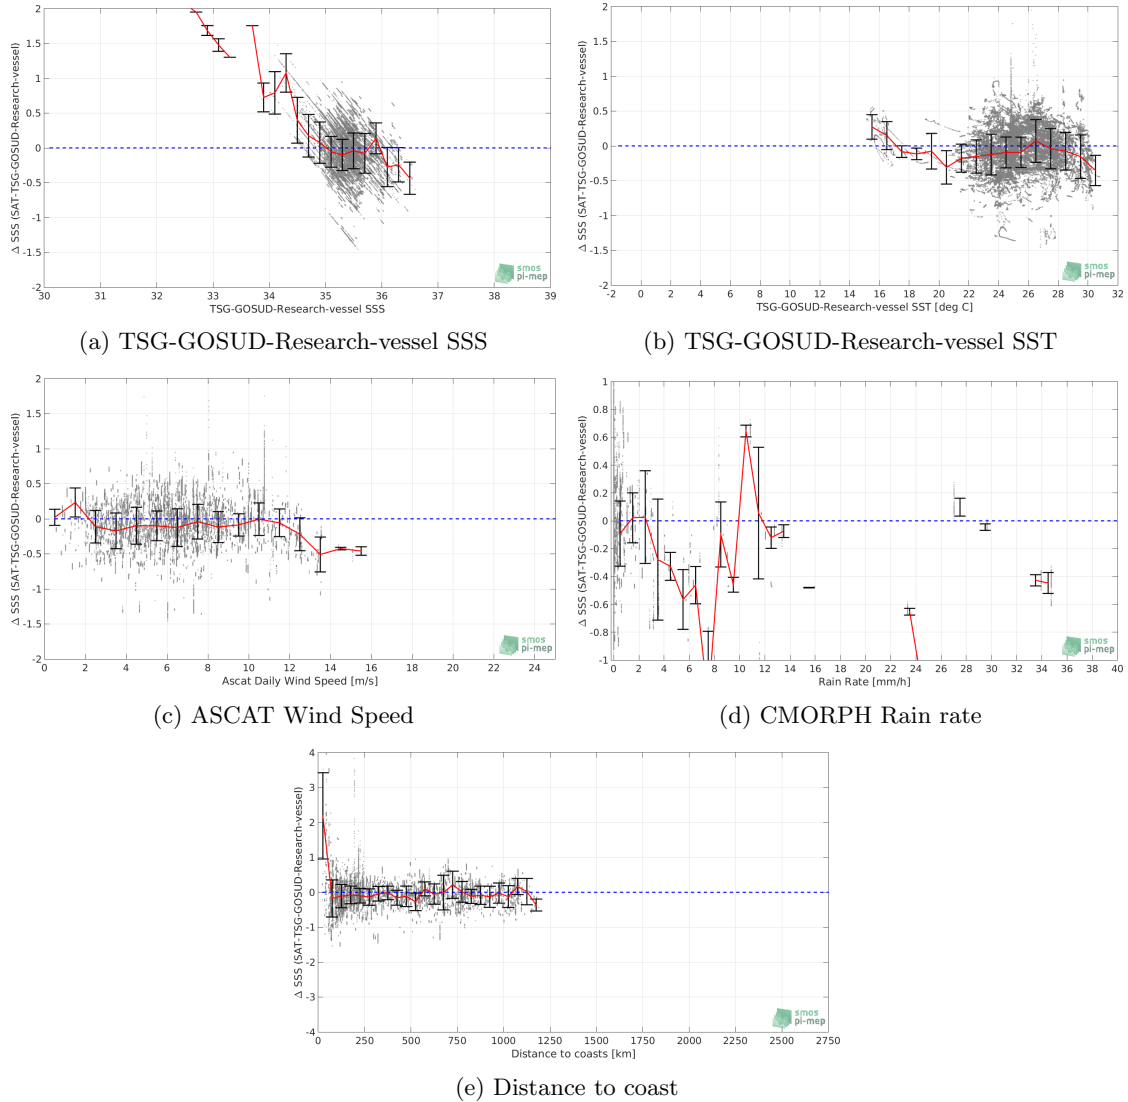 2
1.5
1
0.5
0
-0.5
-1
-1.5
-2
Δ SSS (SAT-TSG-GOSUD-Research-vessel)
30 31 32 33 34 35 36 37 38 39
TSG-GOSUD-Research-vessel SSS
smos
pi-mep
(a) TSG-GOSUD-Research-vessel SSS
2
1.5
1
0.5
0
-0.5
-1
-1.5
-2
Δ SSS (SAT-TSG-GOSUD-Research-vessel)
-2 0 2 4 6 8 10 12 14 16 18 20 22 24 26 28 30 32
TSG-GOSUD-Research-vessel SST [deg C]
smos
pi-mep
(b) TSG-GOSUD-Research-vessel SST
2
1.5
1
0.5
0
-0.5
-1
-1.5
-2
Δ SSS (SAT-TSG-GOSUD-Research-vessel)
0 2 4 6 8 10 12 14 16 18 20 22 24
Ascat Daily Wind Speed [m/s]
smos
pi-mep
(c) ASCAT Wind Speed
1
0.8
0.6
0.4
0.2
0
-0.2
-0.4
-0.6
-0.8
-1
Δ SSS (SAT-TSG-GOSUD-Research-vessel)
0 2 4 6 8 10 12 14 16 18 20 22 24 26 28 30 32 34 36 38 40
Rain Rate [mm/h]
smos
pi-mep
(d) CMORPH Rain rate
4
3
2
1
0
-1
-2
-3
-4
Δ SSS (SAT-TSG-GOSUD-Research-vessel)
0 250 500 750 1000 1250 1500 1750 2000 2250 2500 2750
Distance to coasts [km]
smos
pi-mep
(e) Distance to coast